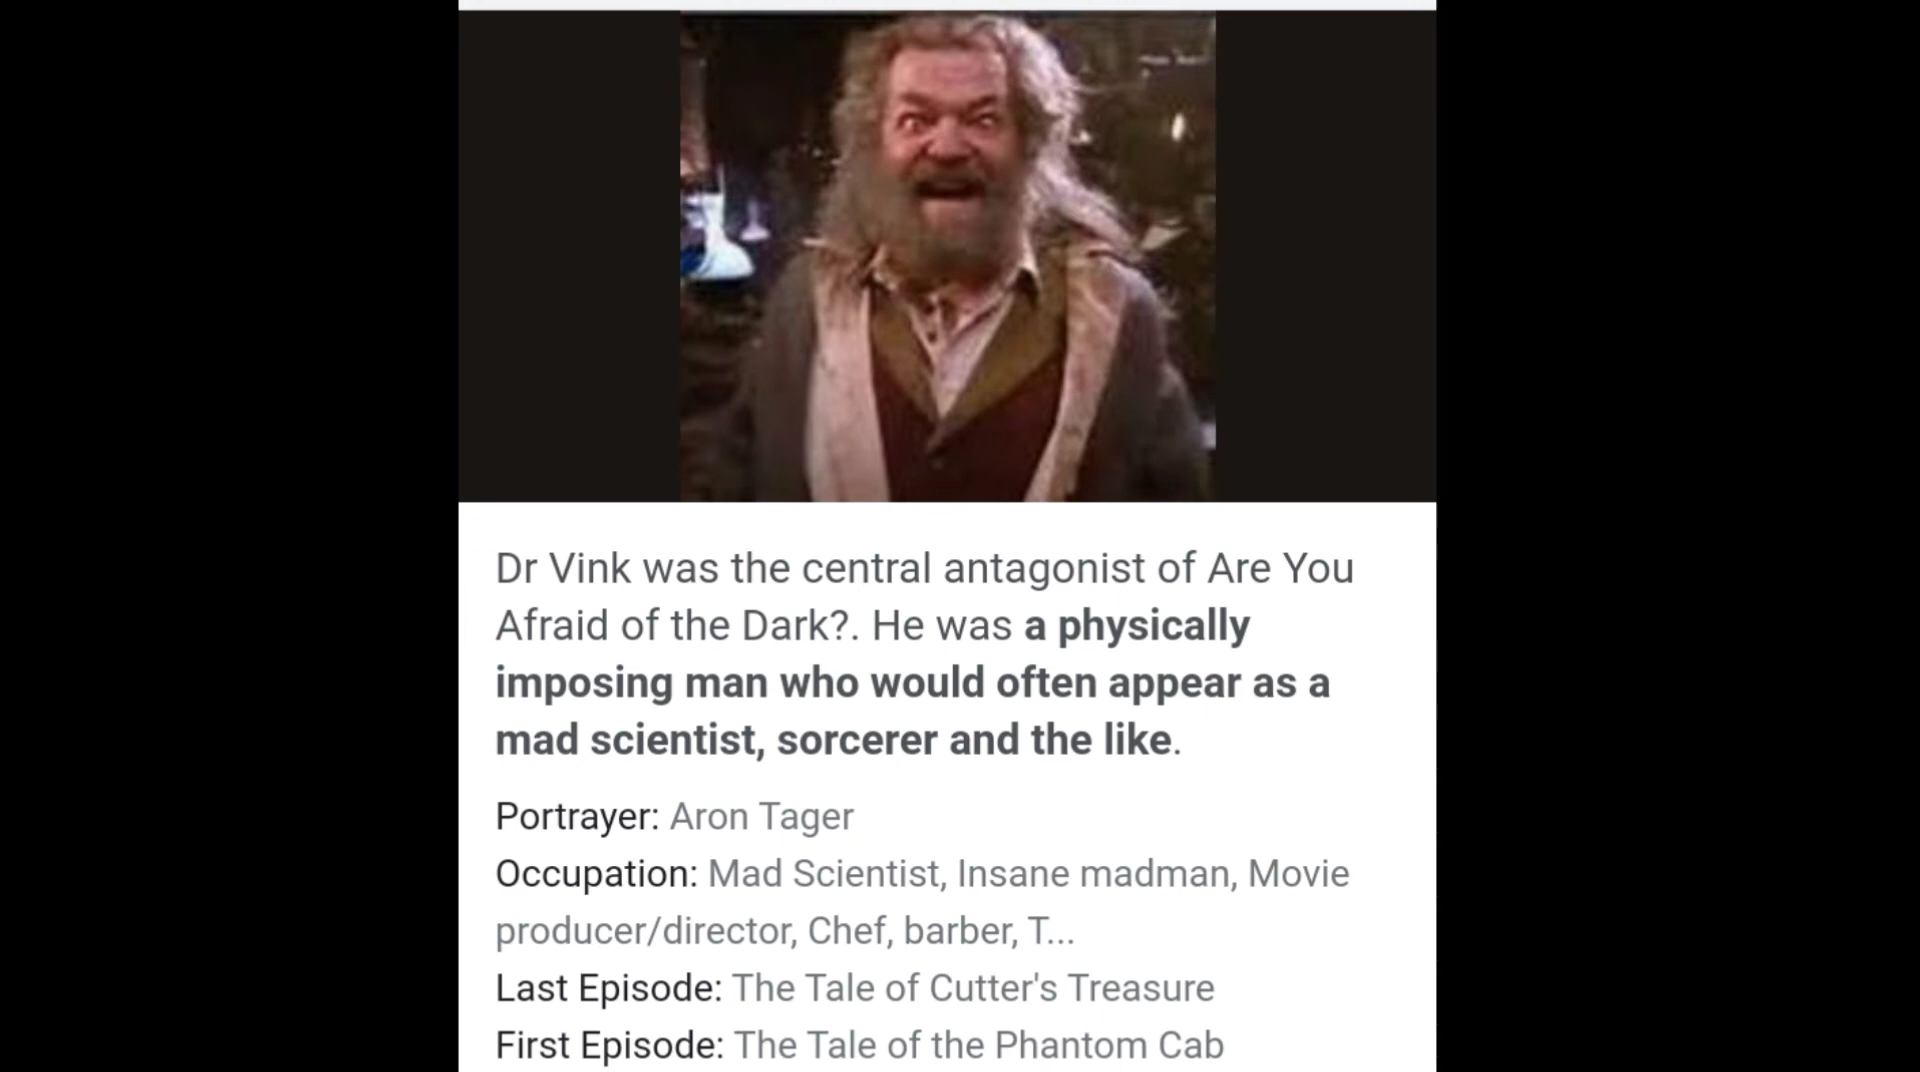 Dr Vink was the central antagonist of Are You
Afraid of the Dark?. He was a physically
imposing man who would often appear as a
mad scientist, sorcerer and the like.
Portrayer: Aron Tager
Occupation: Mad Scientist, Insane madman, Movie
producer/director, Chef, barber, T...
Last Episode: The Tale of Cutter's Treasure
First Episode: The Tale of the Phantom Cab